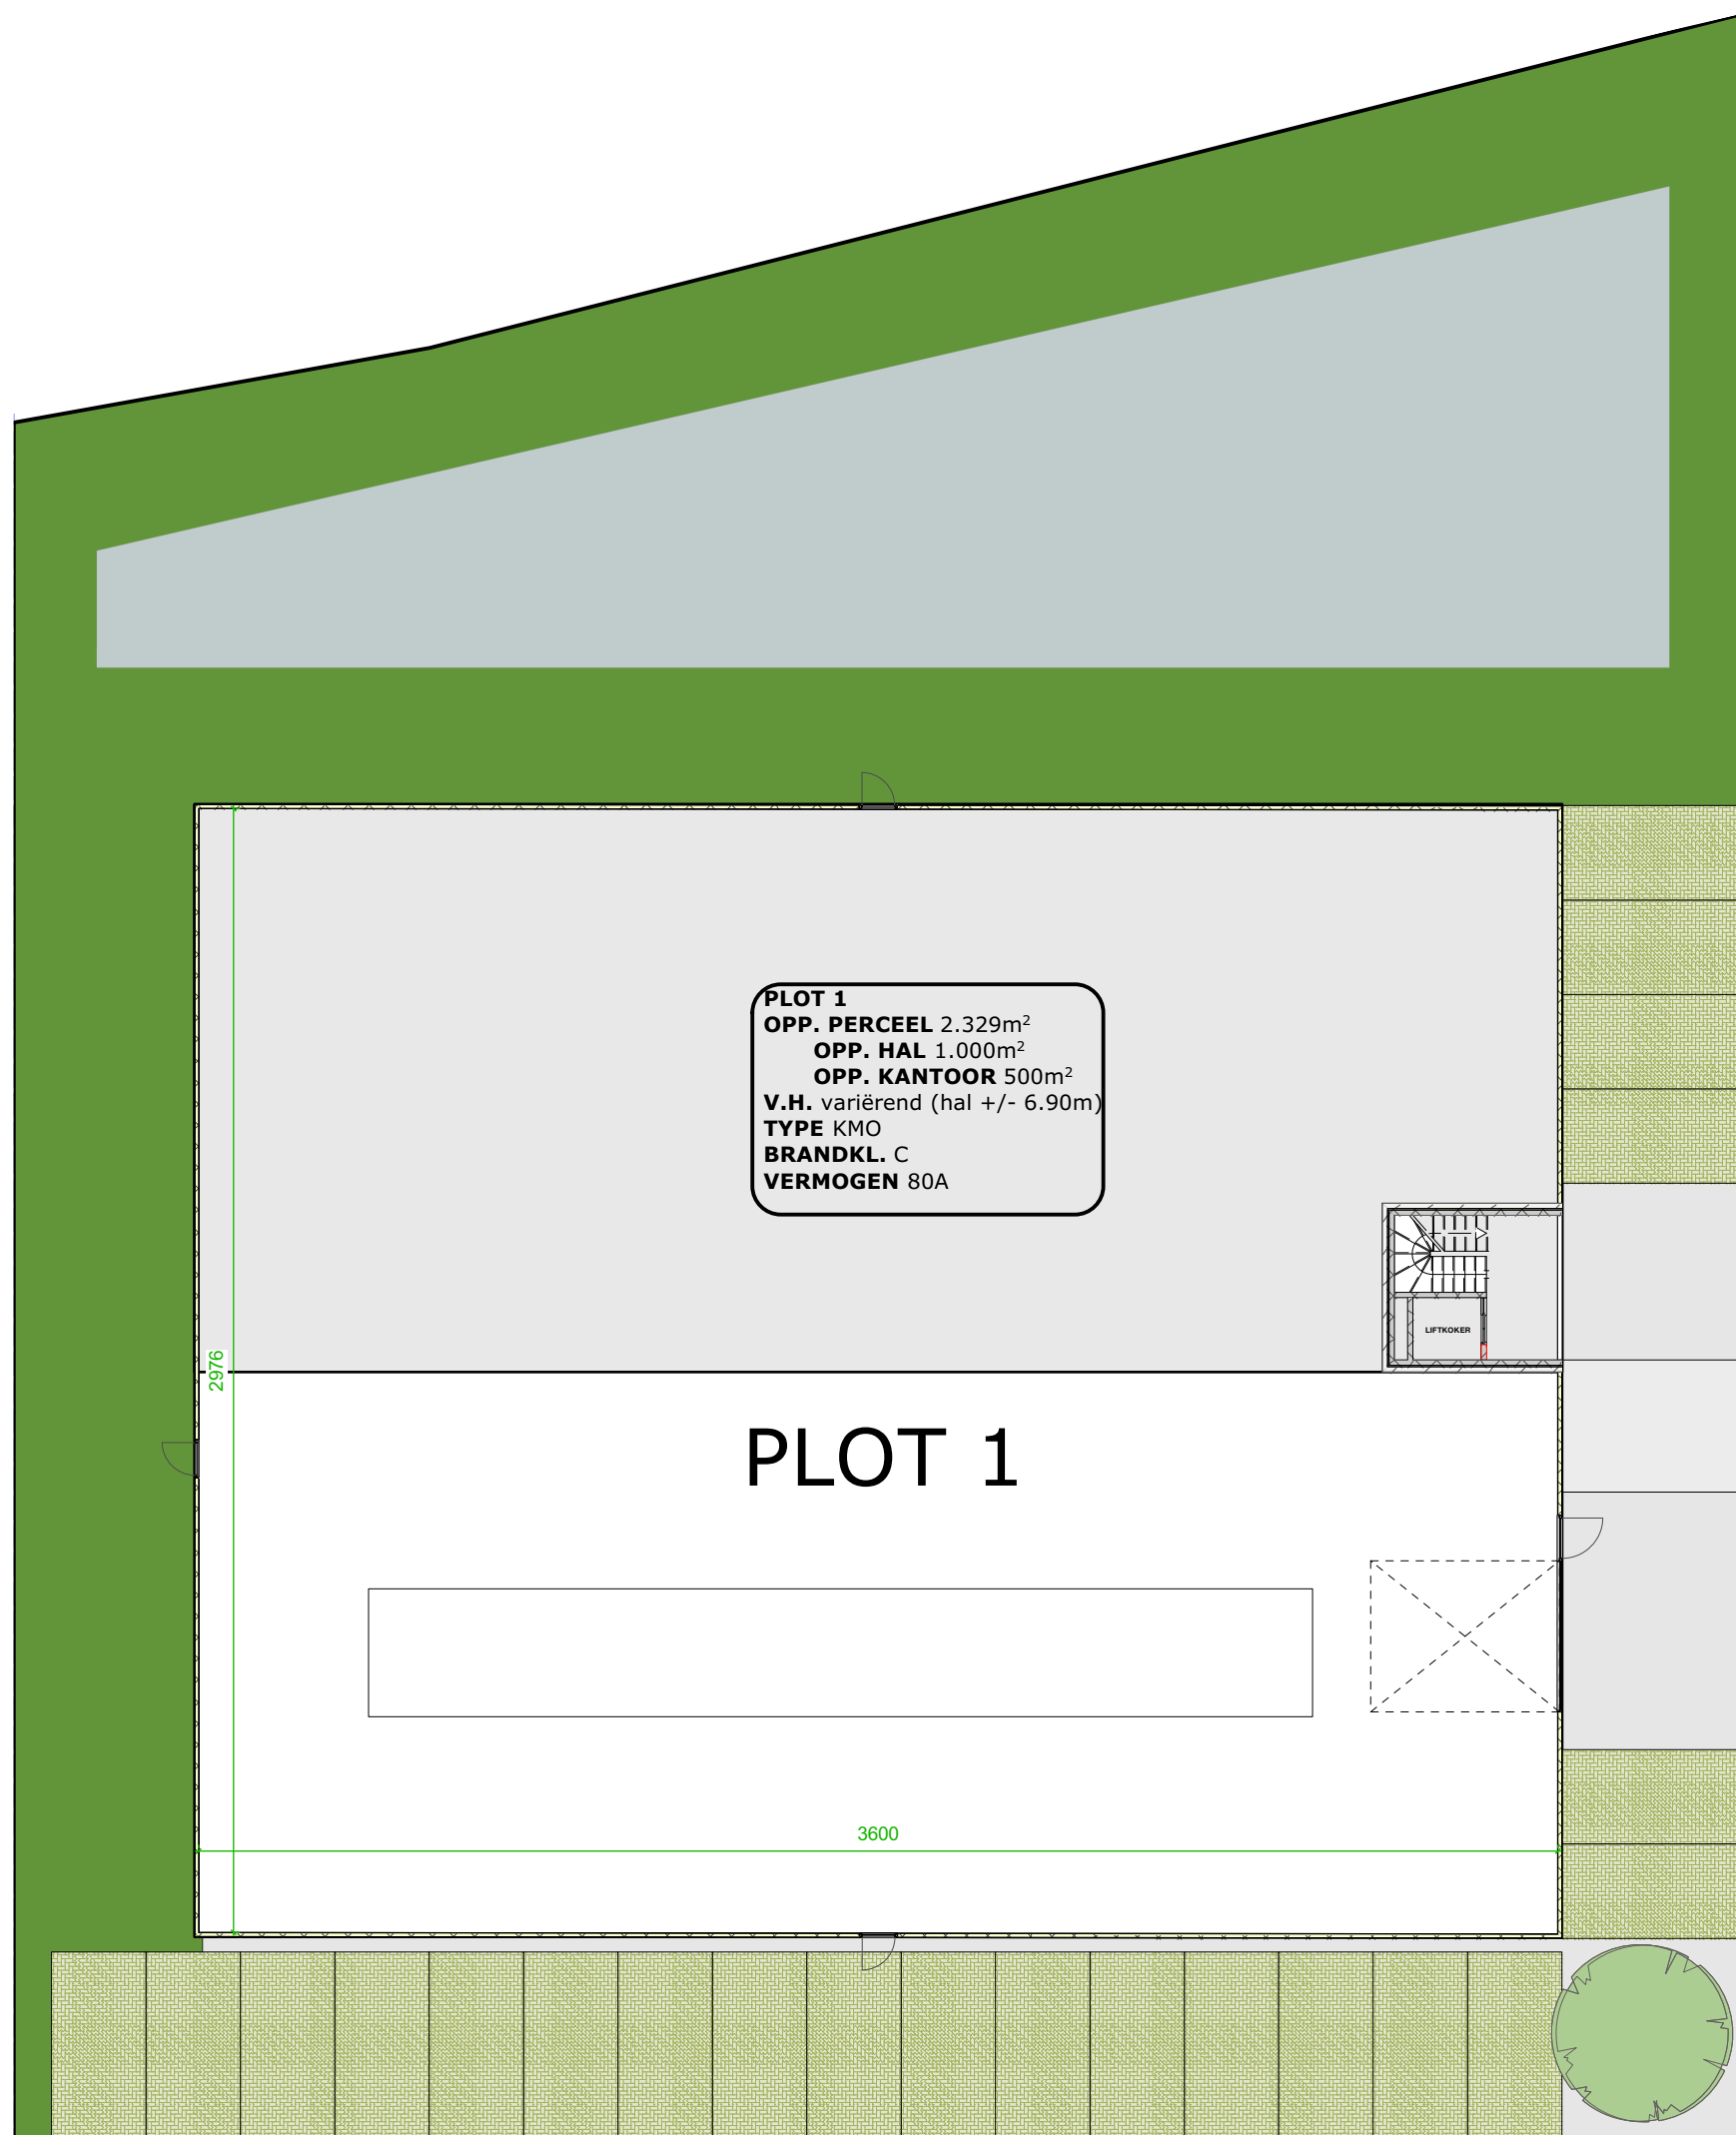 PLOT 1
OPP. PERCEEL 2.329m²
OPP. HAL 1.000m²
OPP. KANTOOR 500m²
V.H. variërend (hal +/- 6.90m)
TYPE KMO
BRANDKL. C
VERMOGEN 80A
LIFTKOKER
2976
PLOT 1
3600